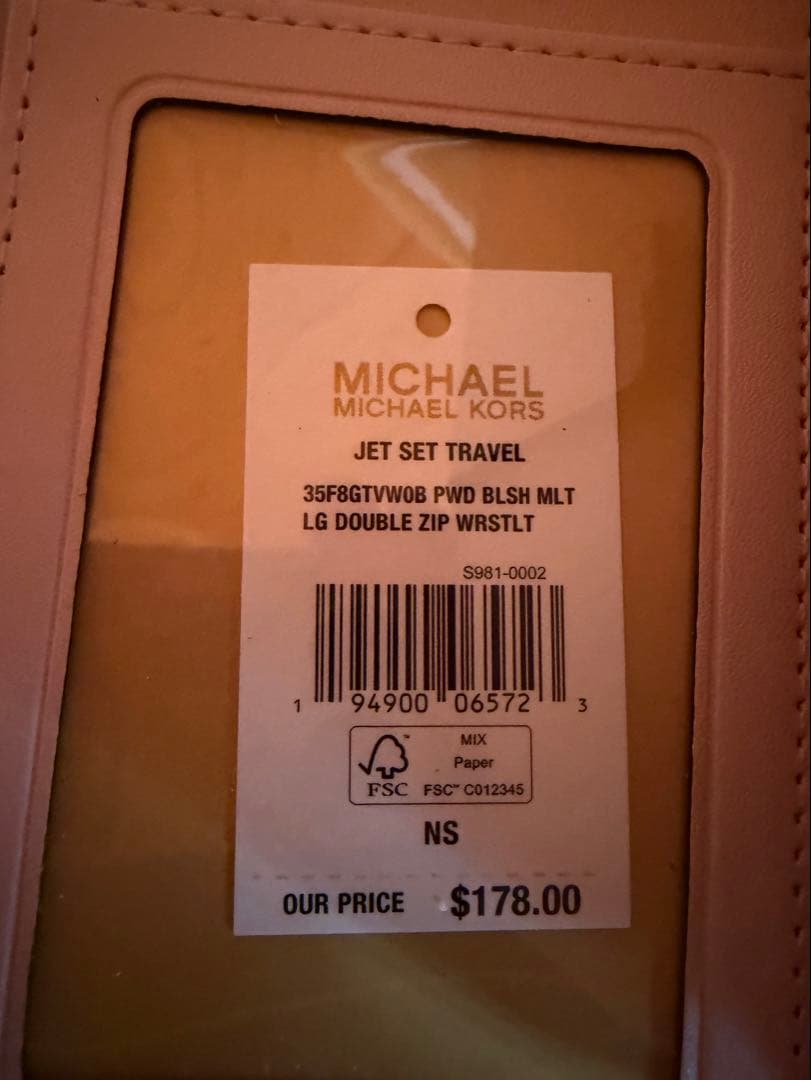 MICHAEL
MICHAEL KORS
JET SET TRAVEL
35F8GTVW0B PWD BLSH MLT
LG DOUBLE ZIP WRSTLT
S981-0002
1 94900 06572 3
MIX
Paper
FSC™ C012345
FSC
NS
OUR PRICE $178.00